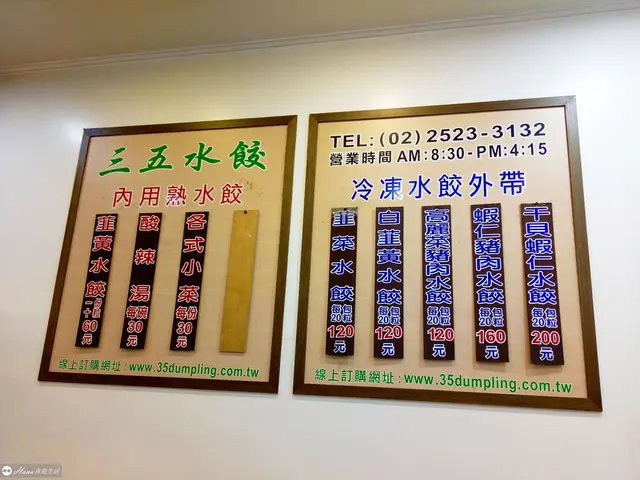 三五水餃
內用熟水餃
韮黃水餃 一份十粒 60元
酸辣湯 每碗 30元
各式小菜 每份 30元
線上訂購網址：www.35dumpling.com.tw
TEL:(02)2523-3132
營業時間 AM:8:30-PM:4:15
冷凍水餃外帶
韮菜水餃 每包20粒 120元
白韮黃水餃 每包20粒 120元
高麗菜豬肉水餃 每包20粒 120元
蝦仁豬肉水餃 每包20粒 160元
干貝蝦仁水餃 每包20粒 200元
線上訂購網址：www.35dumpling.com.tw